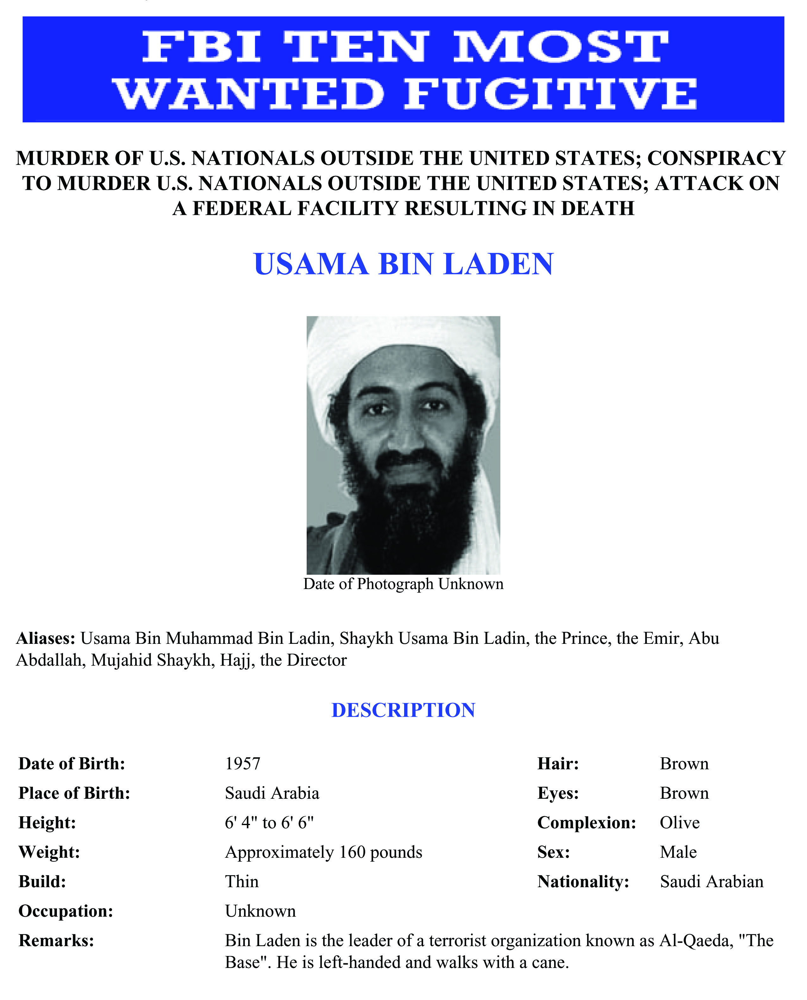 FBI TEN MOST
WANTED FUGITIVE
MURDER OF U.S. NATIONALS OUTSIDE THE UNITED STATES; CONSPIRACY
TO MURDER U.S. NATIONALS OUTSIDE THE UNITED STATES; ATTACK ON
A FEDERAL FACILITY RESULTING IN DEATH
USAMA BIN LADEN
Date of Photograph Unknown
Aliases: Usama Bin Muhammad Bin Ladin, Shaykh Usama Bin Ladin, the Prince, the Emir, Abu
Abdallah, Mujahid Shaykh, Hajj, the Director
DESCRIPTION
Date of Birth: 1957 Hair: Brown
Place of Birth: Saudi Arabia Eyes: Brown
Height: 6' 4" to 6' 6" Complexion: Olive
Weight: Approximately 160 pounds Sex: Male
Build: Thin Nationality: Saudi Arabian
Occupation: Unknown
Remarks: Bin Laden is the leader of a terrorist organization known as Al-Qaeda, "The
Base". He is left-handed and walks with a cane.